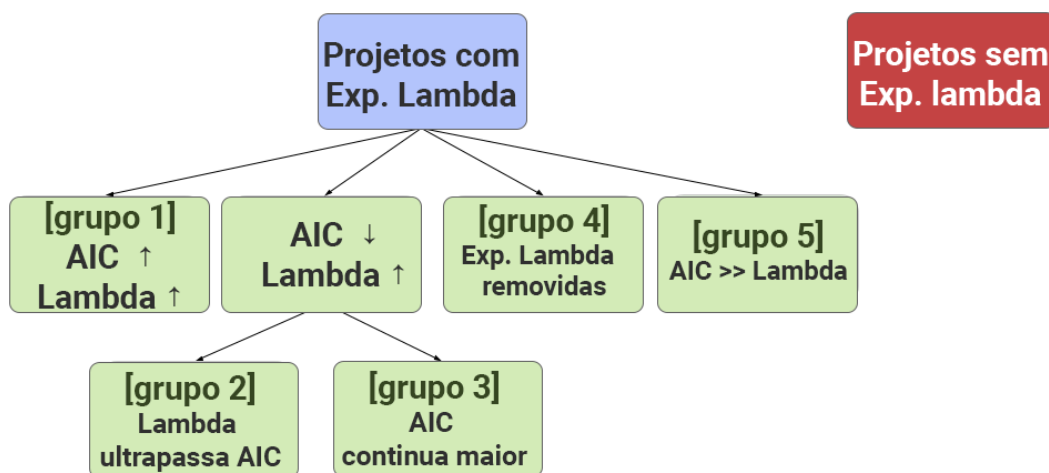 Projetos com
Exp. Lambda
Projetos sem
Exp. lambda
[grupo 1]
AIC ↑
Lambda ↑
AIC ↓
Lambda ↑
[grupo 4]
Exp. Lambda
removidas
[grupo 5]
AIC >> Lambda
[grupo 2]
Lambda
ultrapassa AIC
[grupo 3]
AIC
continua maior